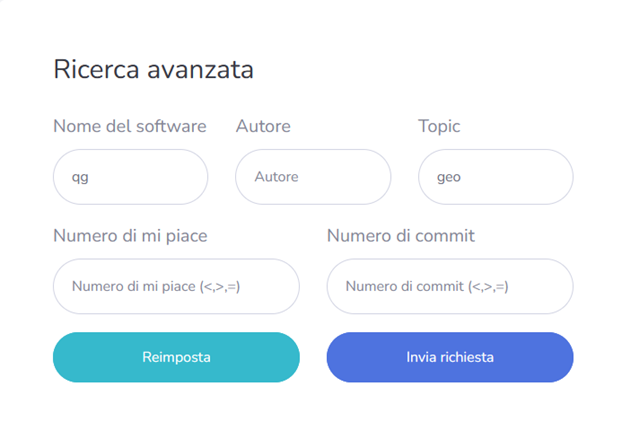 Ricerca avanzata
Nome del software Autore Topic
qg Autore geo
Numero di mi piace Numero di commit
Numero di mi piace (<,>,=) Numero di commit (<,>,=)
Reimposta Invia richiesta